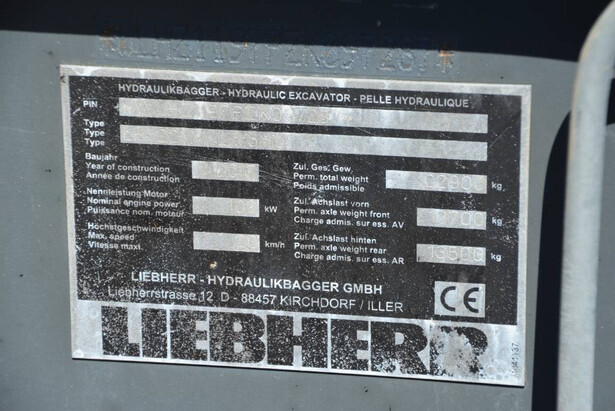 HYDRAULIKBAGGER - HYDRAULIC EXCAVATOR - PELLE HYDRAULIQUE
PIN
Type
Type
Type
Baujahr
Year of construction
Année de construction
Nennleistung Motor
Nominal engine power kW
Puissance nom. moteur
Höchstgeschwindigkeit
Max. speed km/h
Vitesse maxi.
Zul. Ges. Gew.
Perm. total weight kg
Poids admissible
Zul. Achslast vorn
Perm. axle weight front kg
Charge admis. sur ess. AV
Zul. Achslast hinten
Perm. axle weight rear 13500 kg
Charge admis. sur ess. AR
LIEBHERR - HYDRAULIKBAGGER GMBH
Liebherrstrasse 12 D - 88457 KIRCHDORF / ILLER
CE
LIEBHERR